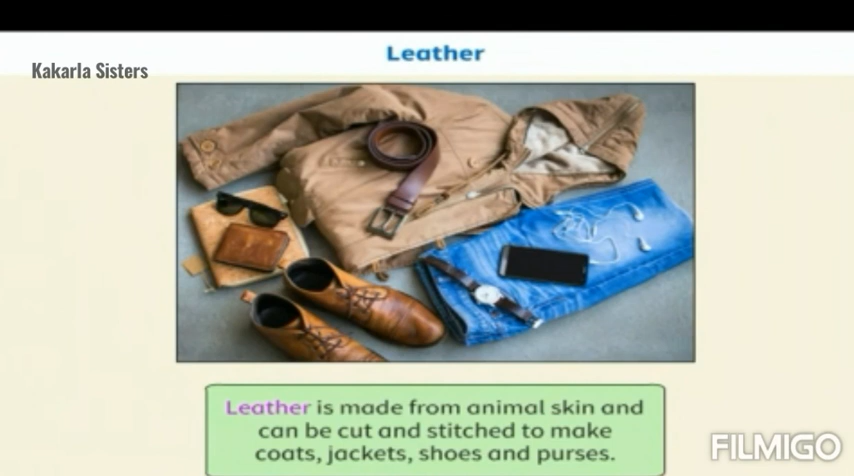 Leather
Kakarla Sisters
Leather is made from animal skin and
can be cut and stitched to make
coats, jackets, shoes and purses.
FILMIGO